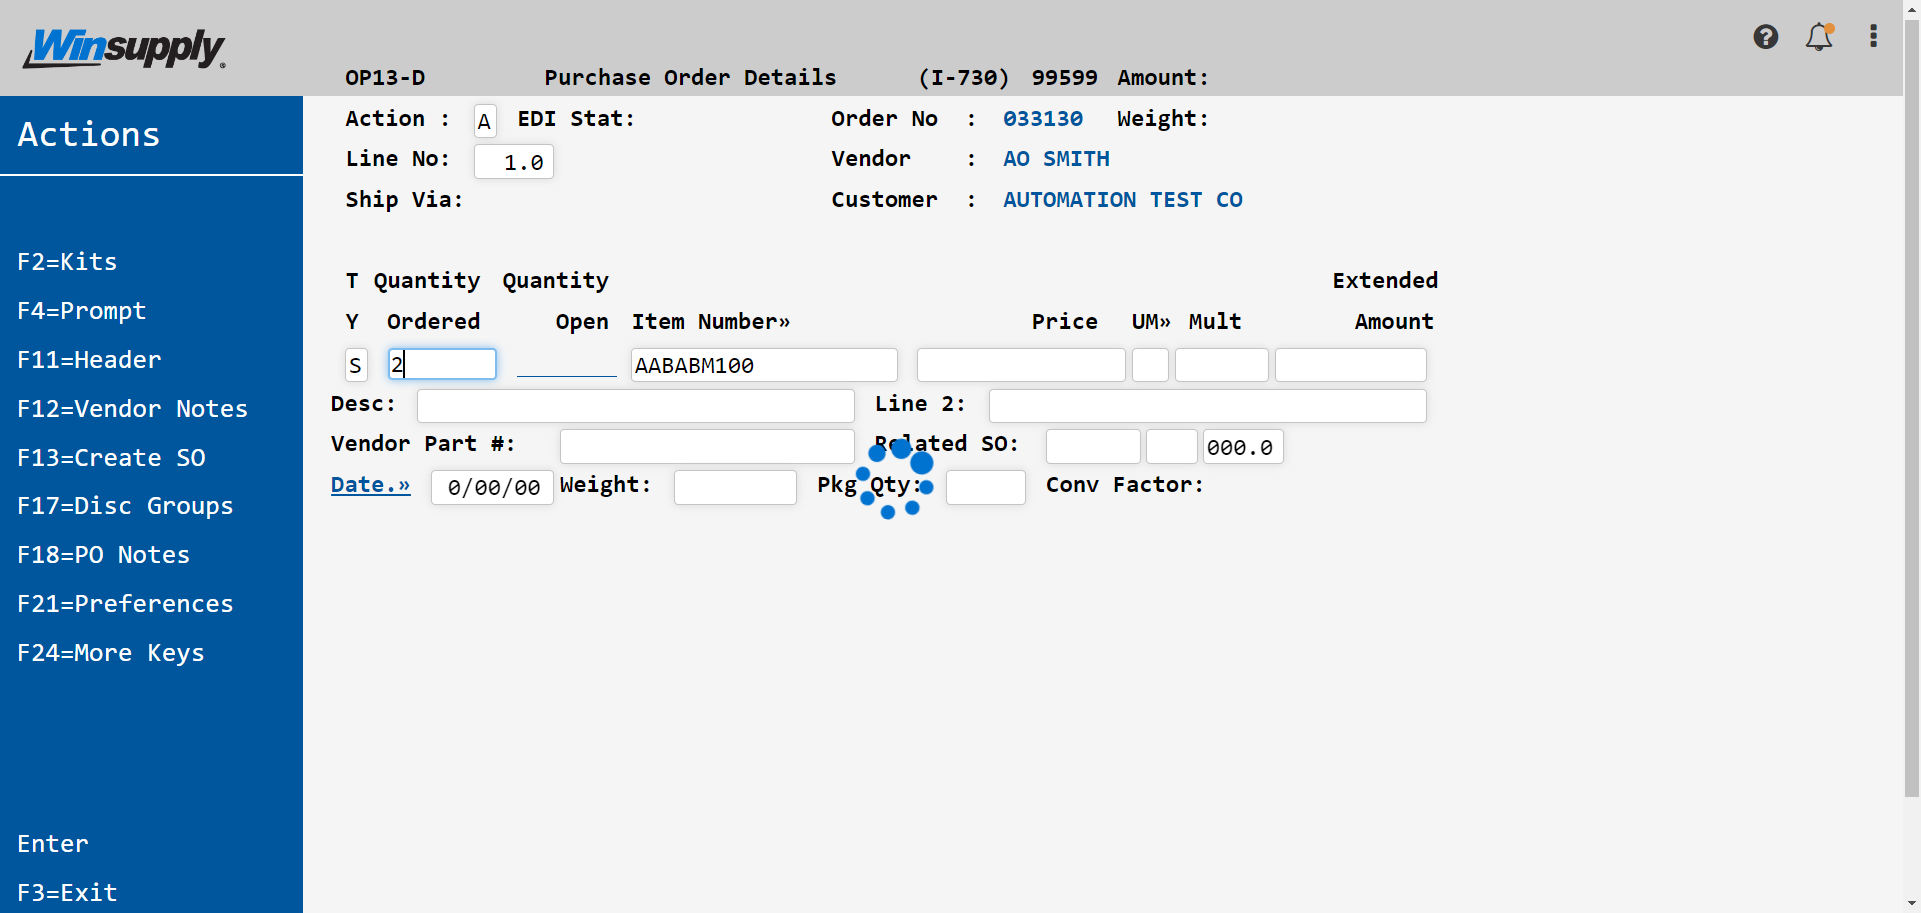 Winsupply
OP13-D Purchase Order Details (I-730) 99599 Amount:
Actions
Action : A EDI Stat: Order No : 033130 Weight:
Line No: 1.0 Vendor : AO SMITH
Ship Via: Customer : AUTOMATION TEST CO
F2=Kits
F4=Prompt
F11=Header
F12=Vendor Notes
F13=Create SO
F17=Disc Groups
F18=PO Notes
F21=Preferences
F24=More Keys
Enter
F3=Exit
T Quantity Quantity Extended
Y Ordered Open Item Number» Price UM» Mult Amount
S 2 AABABM100
Desc: Line 2:
Vendor Part #: Related SO: 000.0
Date.» 0/00/00 Weight: Pkg Qty: Conv Factor: